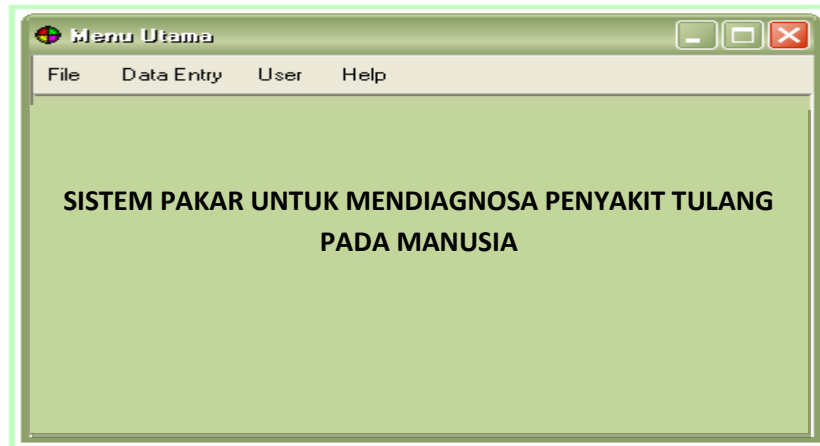 Menu Utama
File Data Entry User Help
SISTEM PAKAR UNTUK MENDIAGNOSA PENYAKIT TULANG
PADA MANUSIA